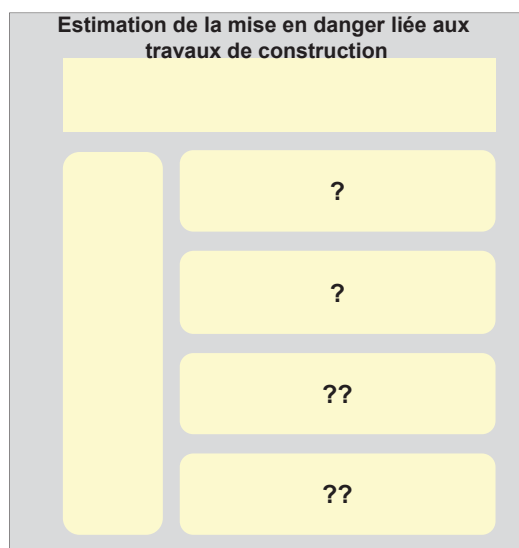 Estimation de la mise en danger liée aux
travaux de construction
?
?
??
??